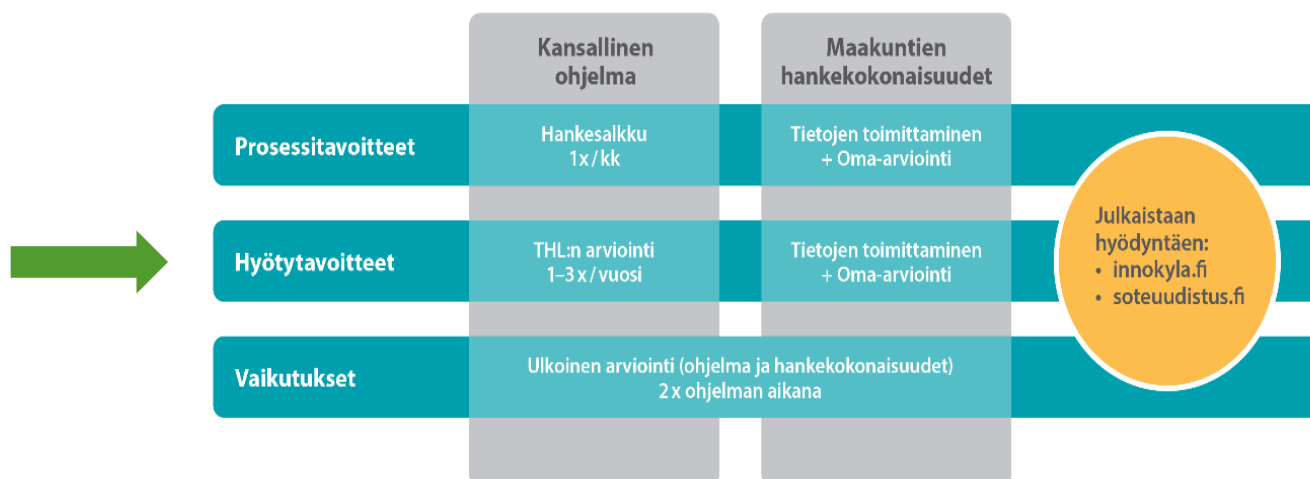 Kansallinen
ohjelma
Maakuntien
hankekokonaisuudet
Prosessitavoitteet
Hankesalkku
1x/kk
Tietojen toimittaminen
+ Oma-arviointi
Hyötytavoitteet
THL:n arviointi
1–3 x/vuosi
Tietojen toimittaminen
+ Oma-arviointi
Vaikutukset
Ulkoinen arviointi (ohjelma ja hankekokonaisuudet)
2 x ohjelman aikana
Julkaistaan
hyödyntäen:
• innokyla.fi
• soteuudistus.fi